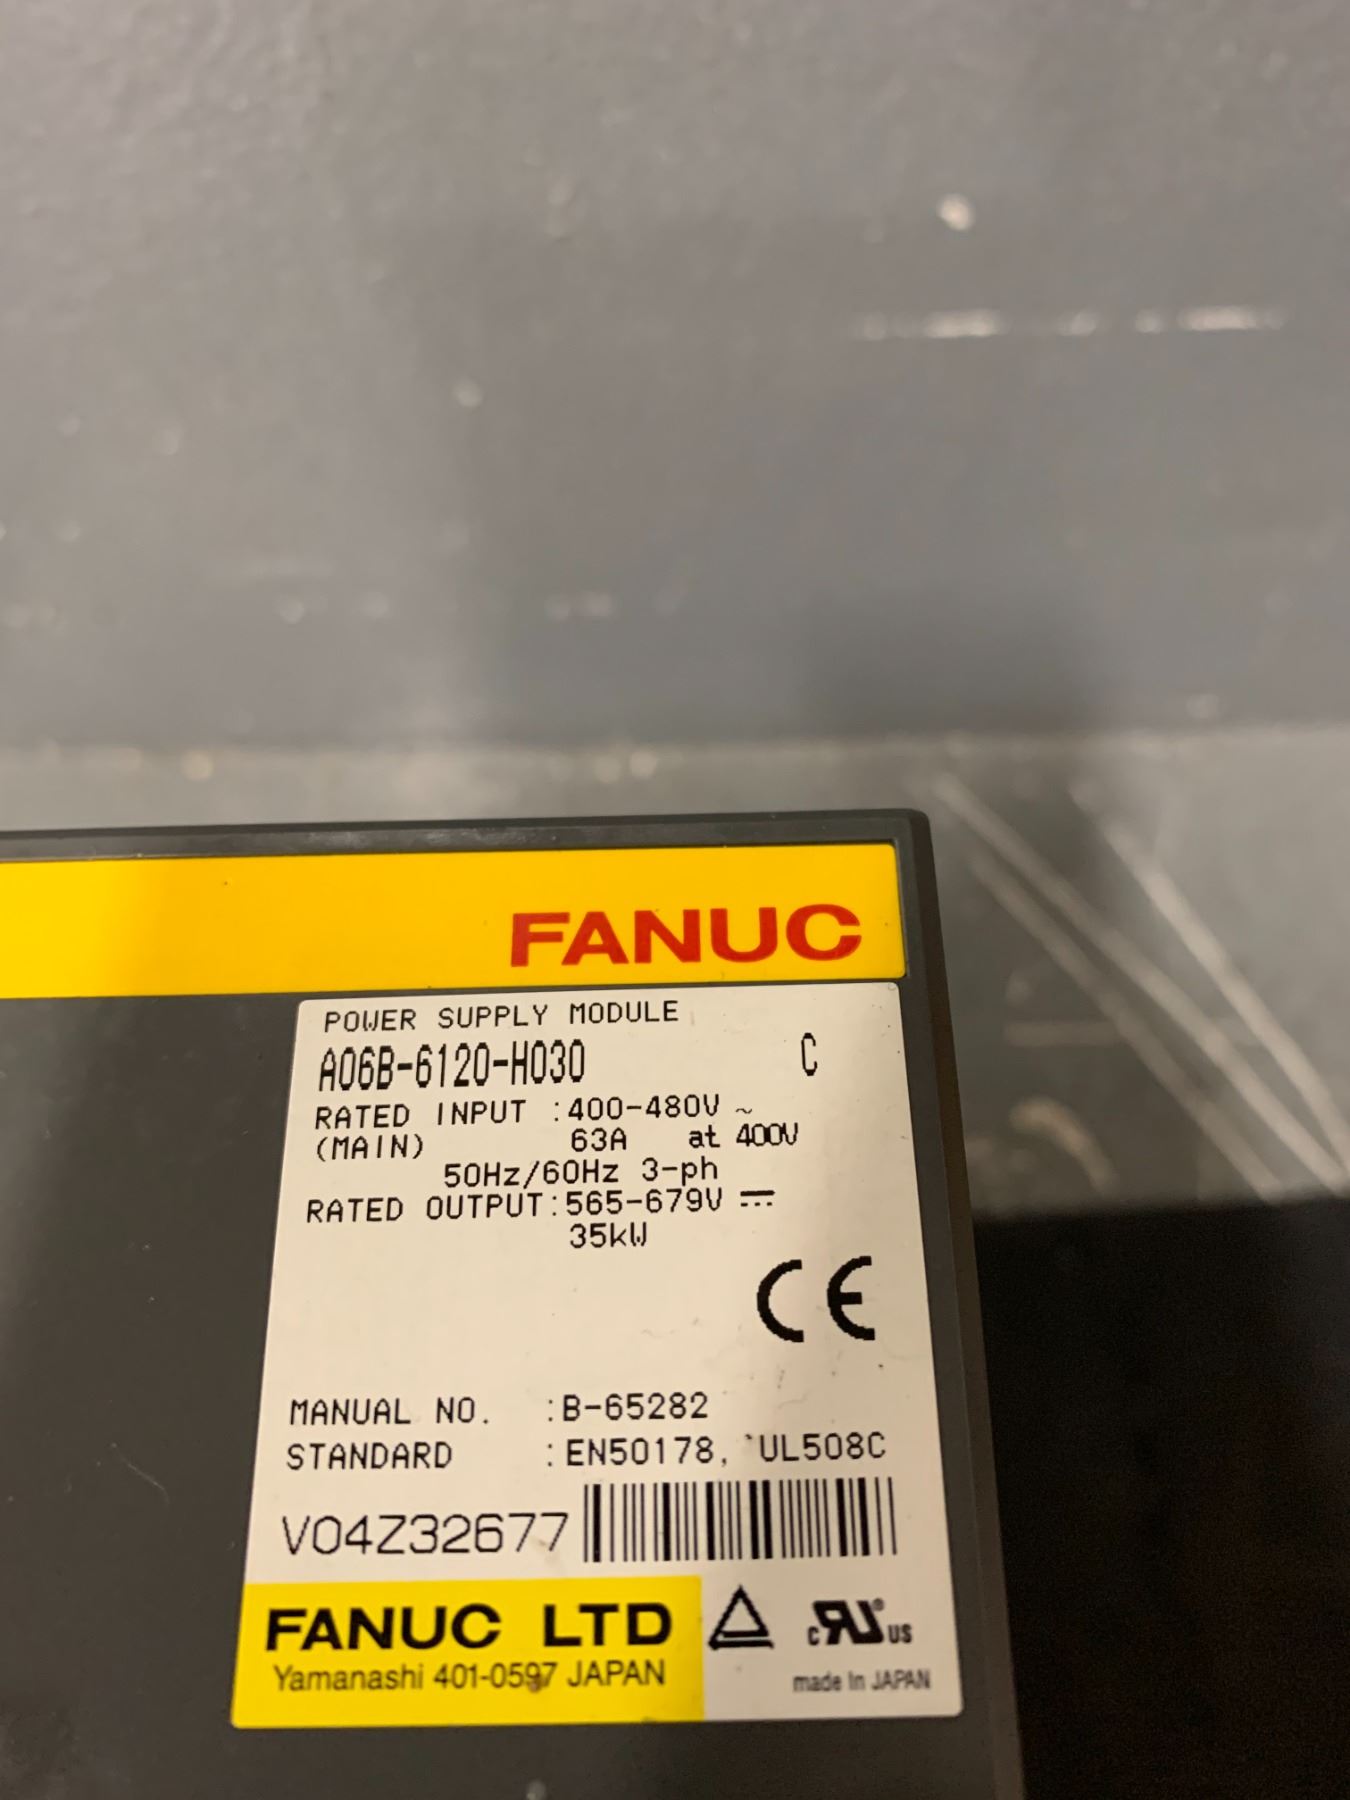 FANUC
POWER SUPPLY MODULE
A06B-6120-H030 C
RATED INPUT :400-480V ~
(MAIN) 63A at 400V
50Hz/60Hz 3-ph
RATED OUTPUT:565-679V ⎓
35kW
CE
MANUAL NO. :B-65282
STANDARD :EN50178, UL508C
V04Z32677
FANUC LTD
Yamanashi 401-0597 JAPAN
c RU US
made in JAPAN